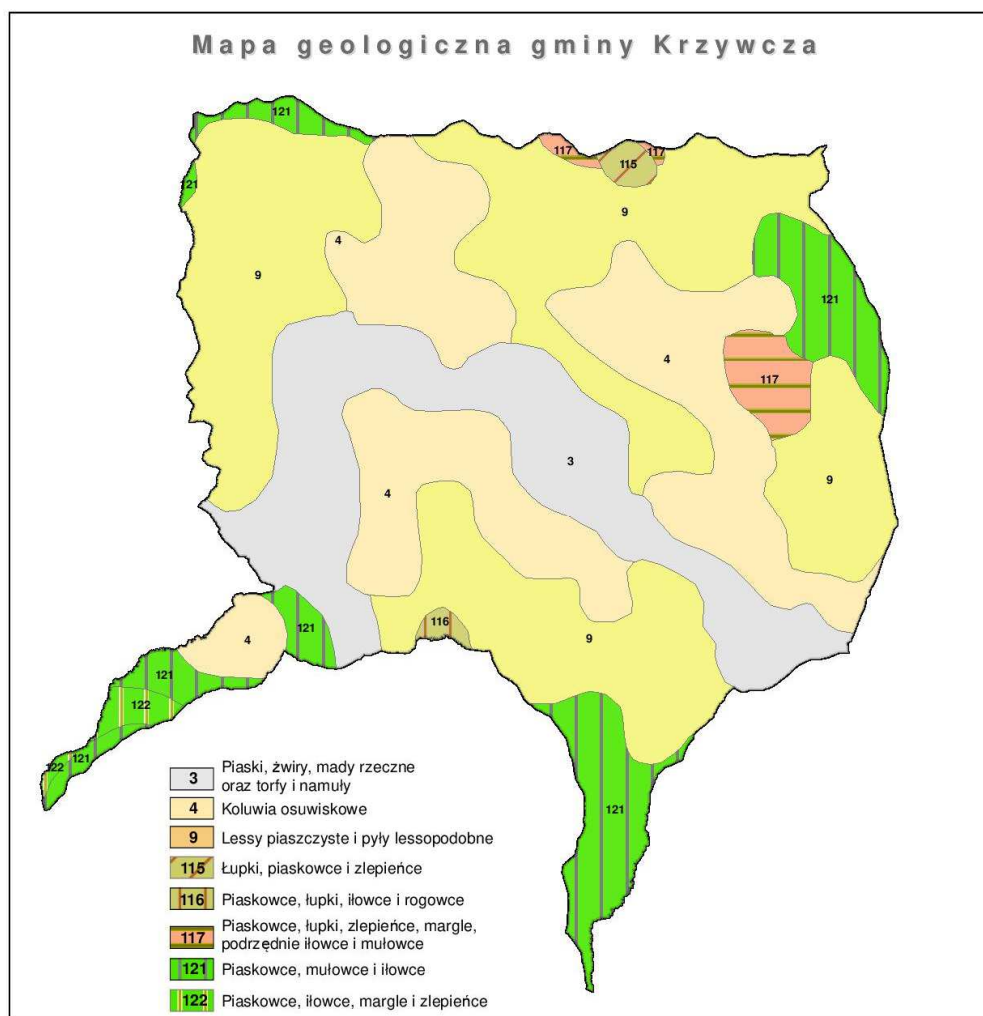 Mapa geologiczna gminy Krzywcza
121
117
115
117
121
9
4
9
121
4
117
3
9
4
116
9
121
4
121
122
121
122
121
3 Piaski, żwiry, mady rzeczne
oraz torfy i namuły
4 Koluwia osuwiskowe
9 Lessy piaszczyste i pyły lessopodobne
115 Łupki, piaskowce i zlepieńce
116 Piaskowce, łupki, iłowce i rogowce
117 Piaskowce, łupki, zlepieńce, margle,
podrzędnie iłowce i mułowce
121 Piaskowce, mułowce i iłowce
122 Piaskowce, iłowce, margle i zlepieńce